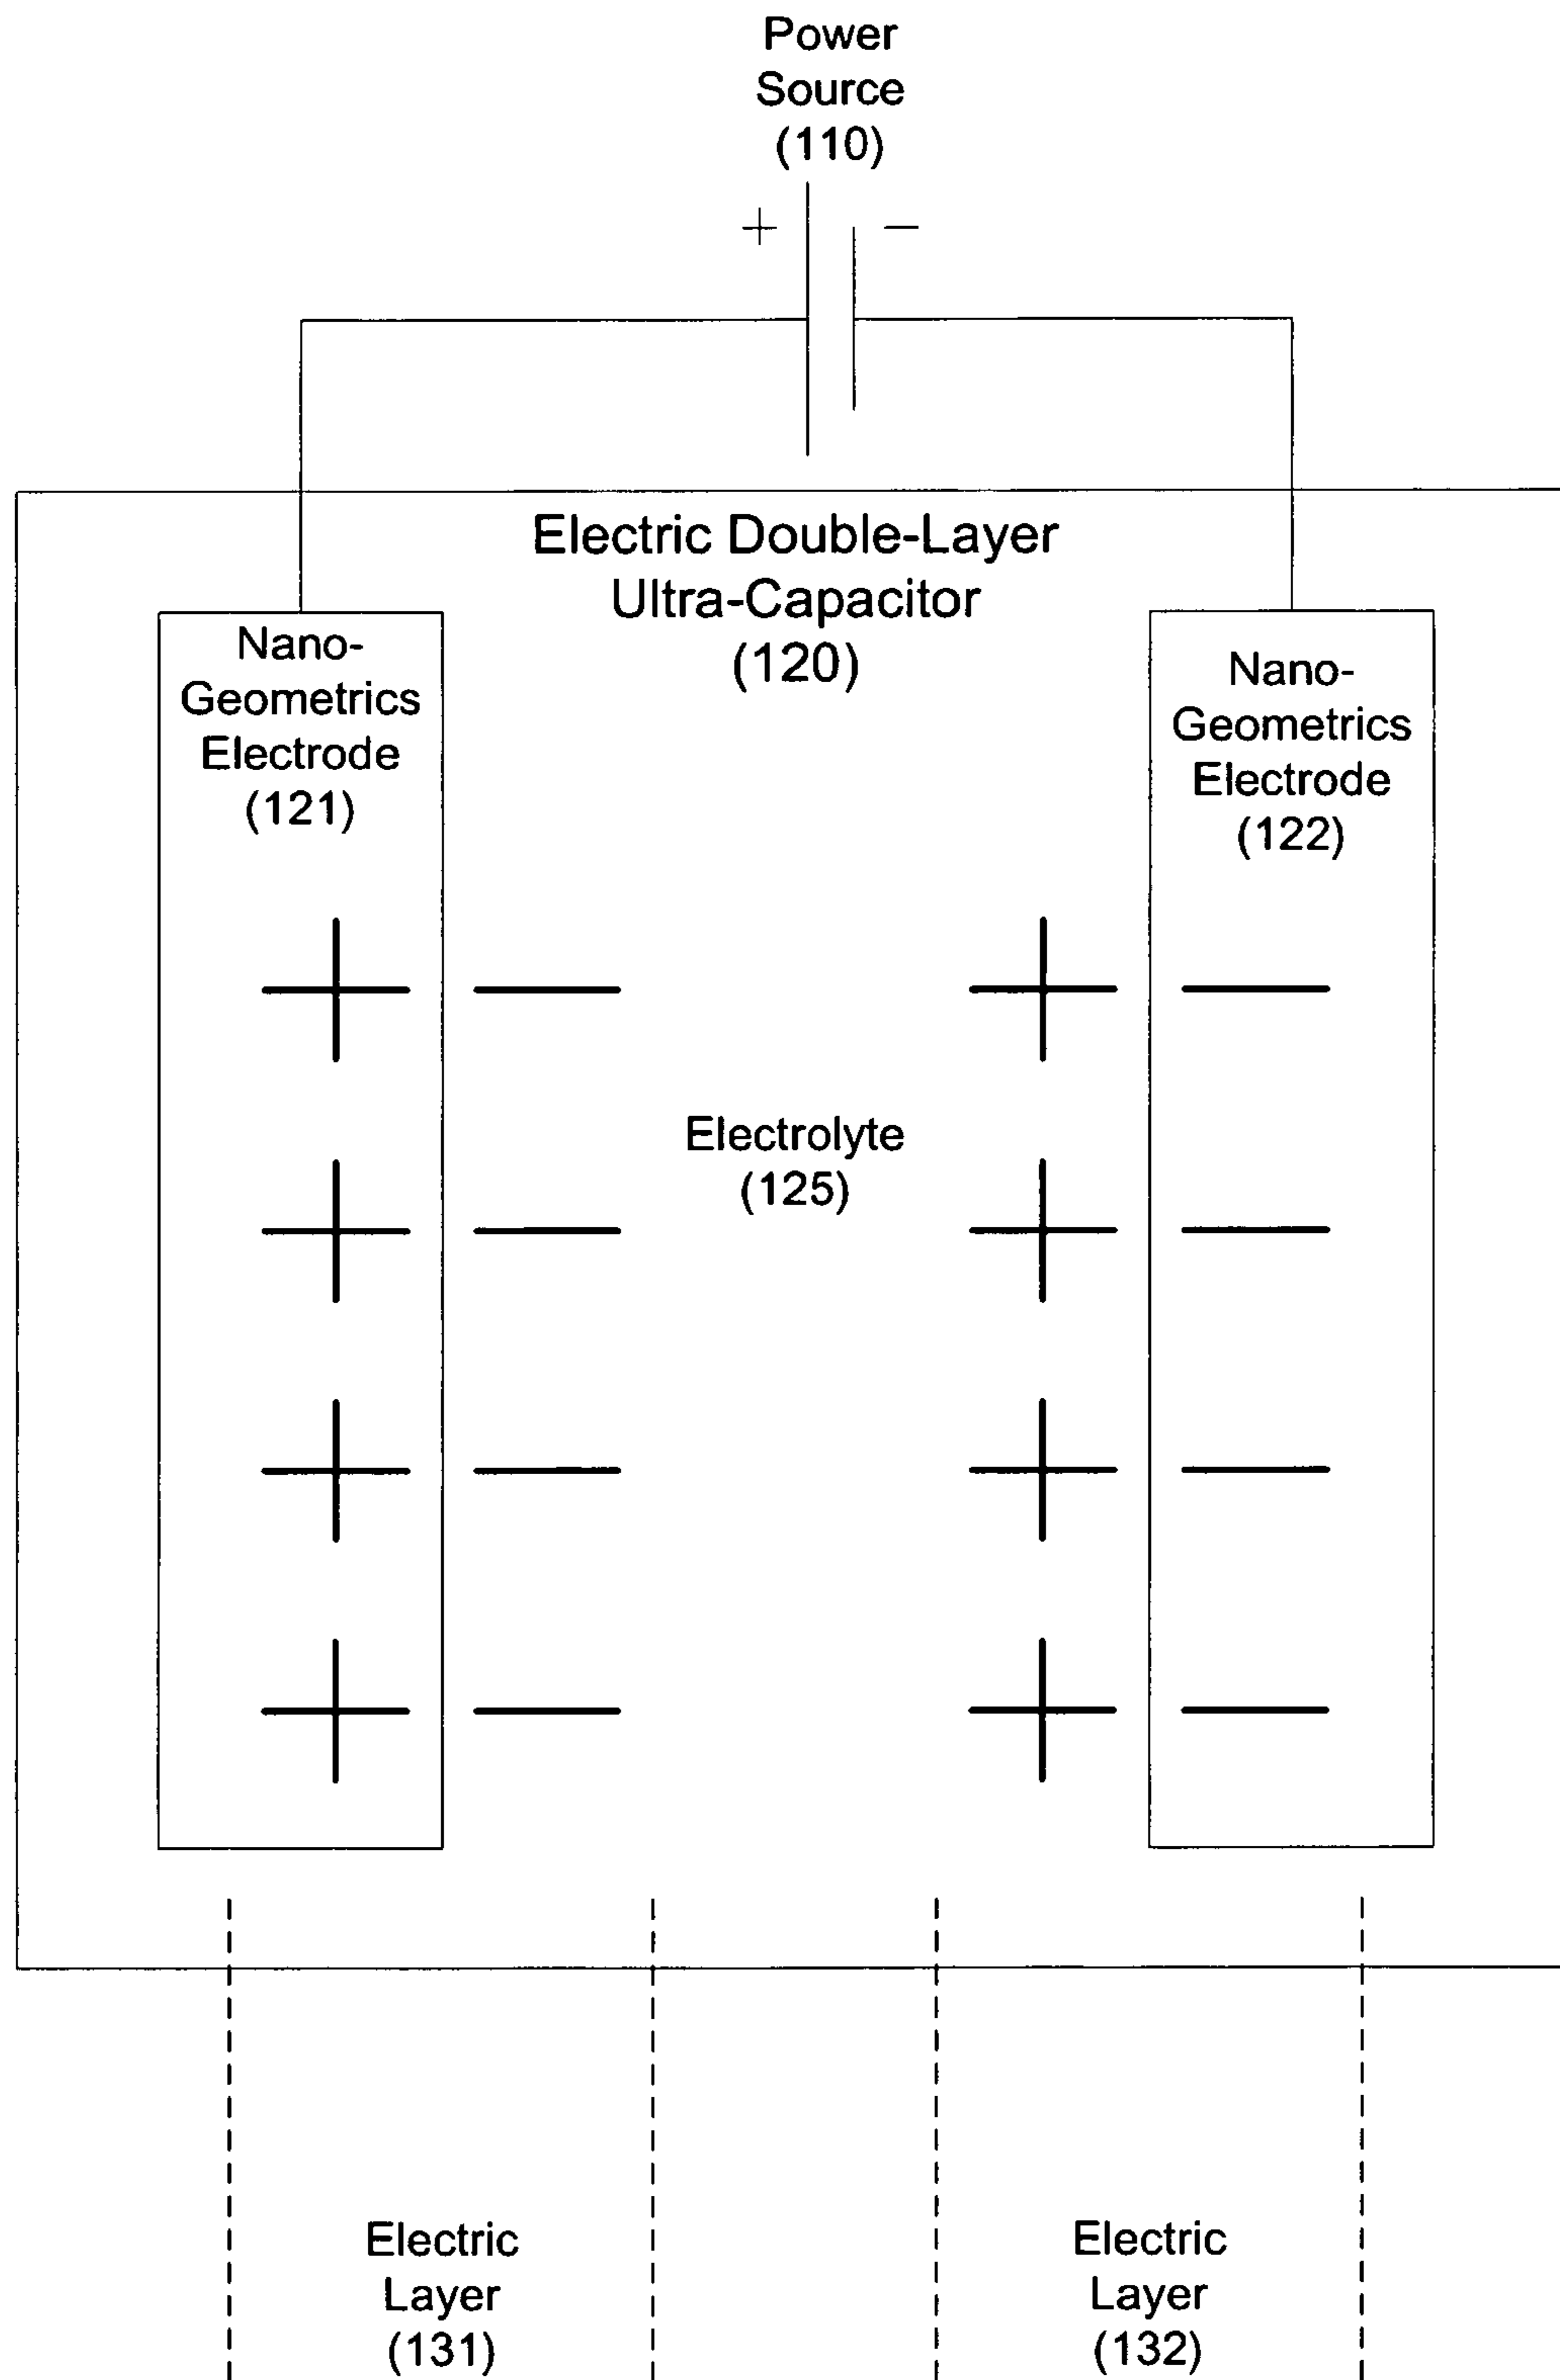 Power
Source
(110)
+ −
Electric Double-Layer
Ultra-Capacitor
(120)
Nano-
Geometrics
Electrode
(121)
Nano-
Geometrics
Electrode
(122)
+ − + −
Electrolyte
(125)
+ − + −
+ − + −
+ − + −
Electric
Layer
(131)
Electric
Layer
(132)